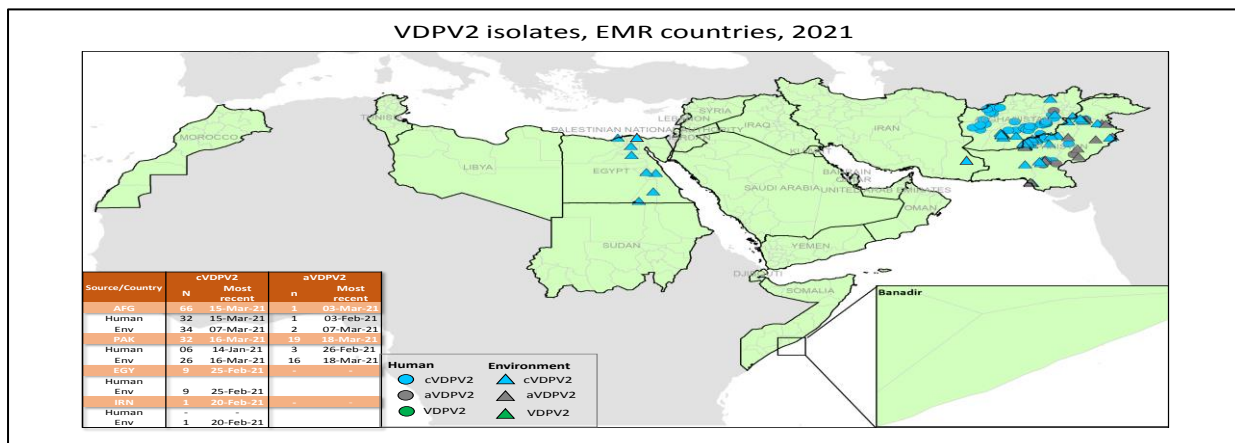 VDPV2 isolates, EMR countries, 2021
MOROCCO
TUNISIA
LIBYA
EGYPT
SUDAN
SYRIA
LEBANON
PALESTINIAN NATIONAL AUTHORITY
IRAQ
IRAN
KUWAIT
BAHRAIN
QATAR
SAUDI ARABIA
UNITED ARAB EMIRATES
OMAN
YEMEN
DJIBOUTI
SOMALIA
Banadir
Source/Country cVDPV2 aVDPV2
N Most recent n Most recent
AFG 66 15-Mar-21 1 03-Mar-21
Human 32 15-Mar-21 1 03-Feb-21
Env 34 07-Mar-21 2 07-Mar-21
PAK 32 16-Mar-21 19 18-Mar-21
Human 06 14-Jan-21 3 26-Feb-21
Env 26 16-Mar-21 16 18-Mar-21
EGY 9 25-Feb-21 - -
Human
Env 9 25-Feb-21
IRN 1 20-Feb-21 - -
Human - -
Env 1 20-Feb-21
Human Environment
cVDPV2 cVDPV2
aVDPV2 aVDPV2
VDPV2 VDPV2